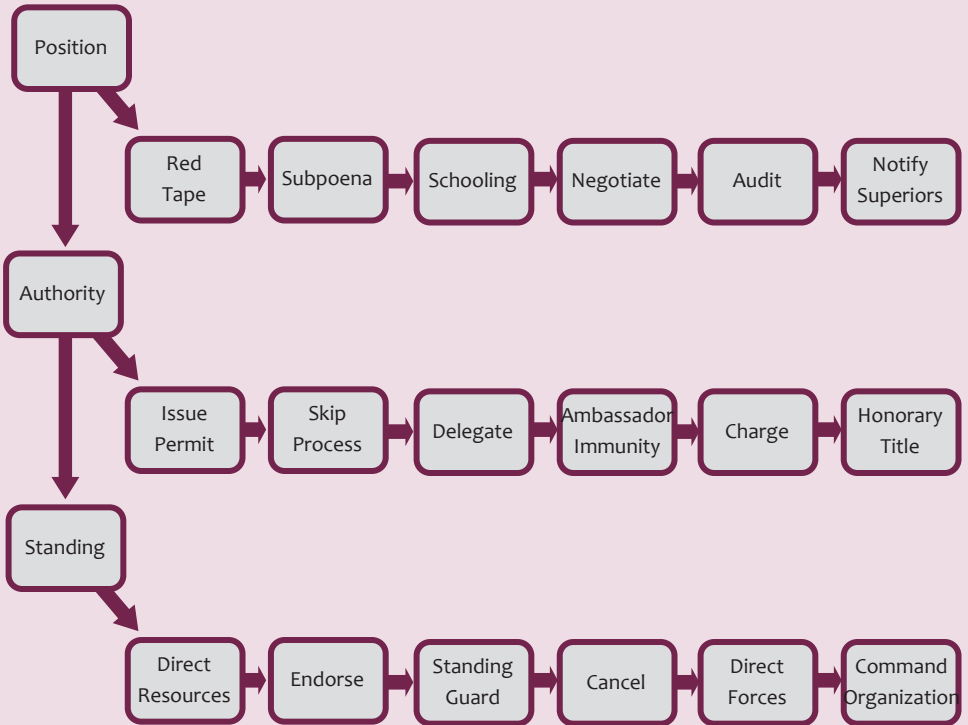 Position
Red
Tape
Subpoena
Schooling
Negotiate
Audit
Notify
Superiors
Authority
Issue
Permit
Skip
Process
Delegate
Ambassador
Immunity
Charge
Honorary
Title
Standing
Direct
Resources
Endorse
Standing
Guard
Cancel
Direct
Forces
Command
Organization